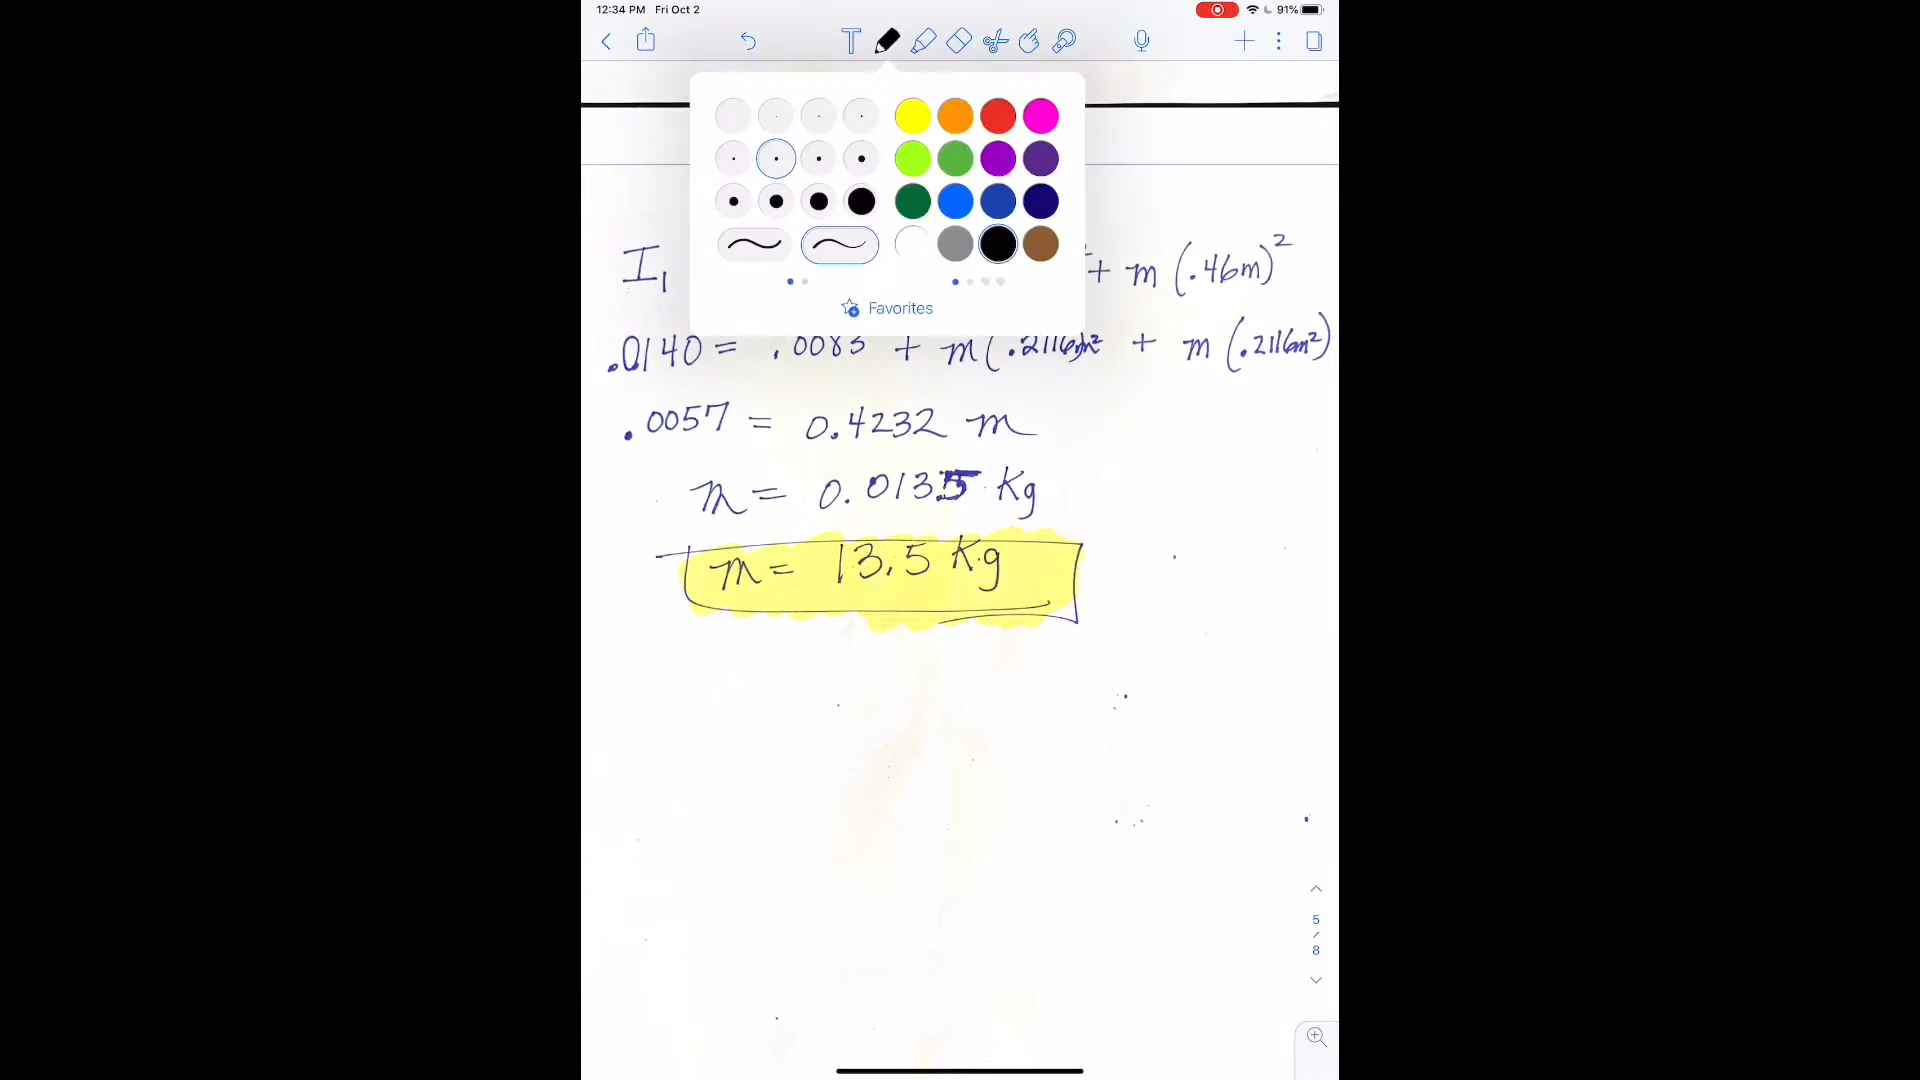 12:34 PM Fri Oct 2 91%
T
Favorites
I₁ + m (.46m)²
.0140 = .0083 + m(.2116m² + m (.2116m²)
.0057 = 0.4232 m
m = 0.0135 Kg
m = 13.5 Kg
5
/
8